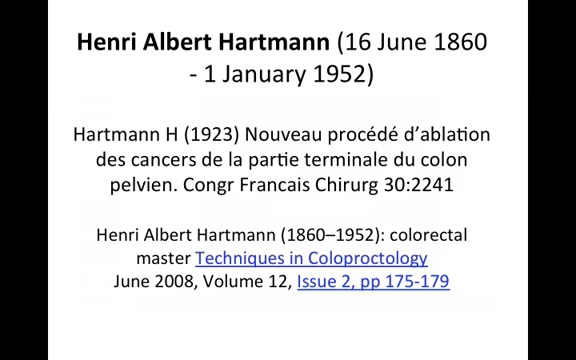 Henri Albert Hartmann (16 June 1860
- 1 January 1952)
Hartmann H (1923) Nouveau procédé d’ablation
des cancers de la partie terminale du colon
pelvien. Congr Francais Chirurg 30:2241
Henri Albert Hartmann (1860–1952): colorectal
master Techniques in Coloproctology
June 2008, Volume 12, Issue 2, pp 175-179